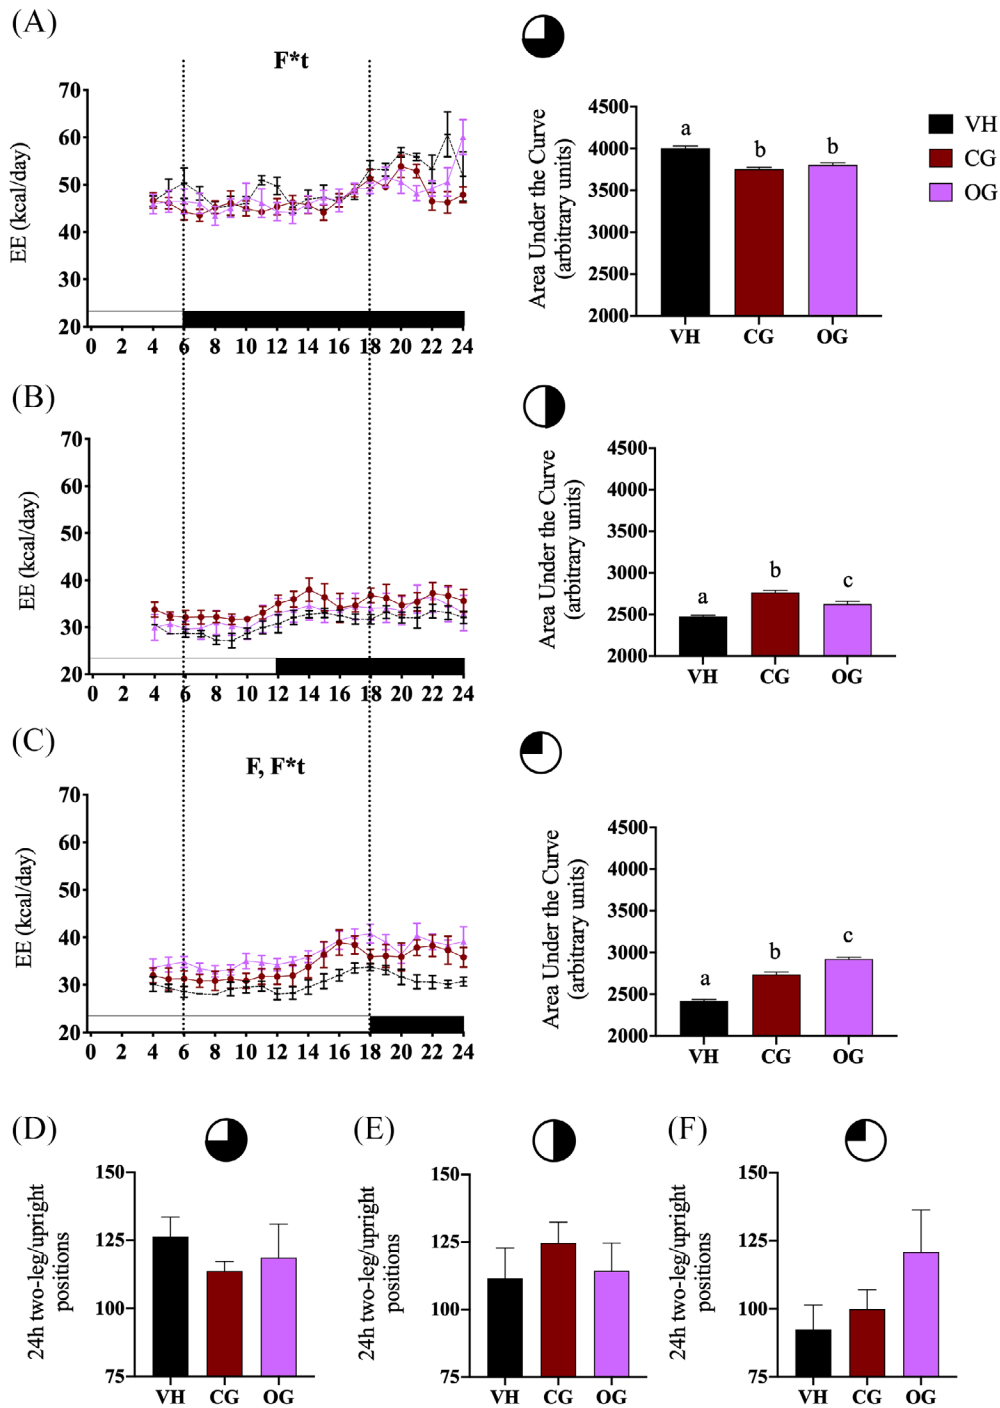 (A)
F*t
EE (kcal/day)
70
60
50
40
30
20
0 2 4 6 8 10 12 14 16 18 20 22 24
Area Under the Curve
(arbitrary units)
4500
4000
3500
3000
2500
2000
a b b
VH CG OG
VH
CG
OG
(B)
EE (kcal/day)
70
60
50
40
30
20
0 2 4 6 8 10 12 14 16 18 20 22 24
Area Under the Curve
(arbitrary units)
4500
4000
3500
3000
2500
2000
a b c
VH CG OG
(C)
F, F*t
EE (kcal/day)
70
60
50
40
30
20
0 2 4 6 8 10 12 14 16 18 20 22 24
Area Under the Curve
(arbitrary units)
4500
4000
3500
3000
2500
2000
a b c
VH CG OG
(D)
24h two-leg/upright
positions
150
125
100
75
VH CG OG
(E)
24h two-leg/upright
positions
150
125
100
75
VH CG OG
(F)
24h two-leg/upright
positions
150
125
100
75
VH CG OG